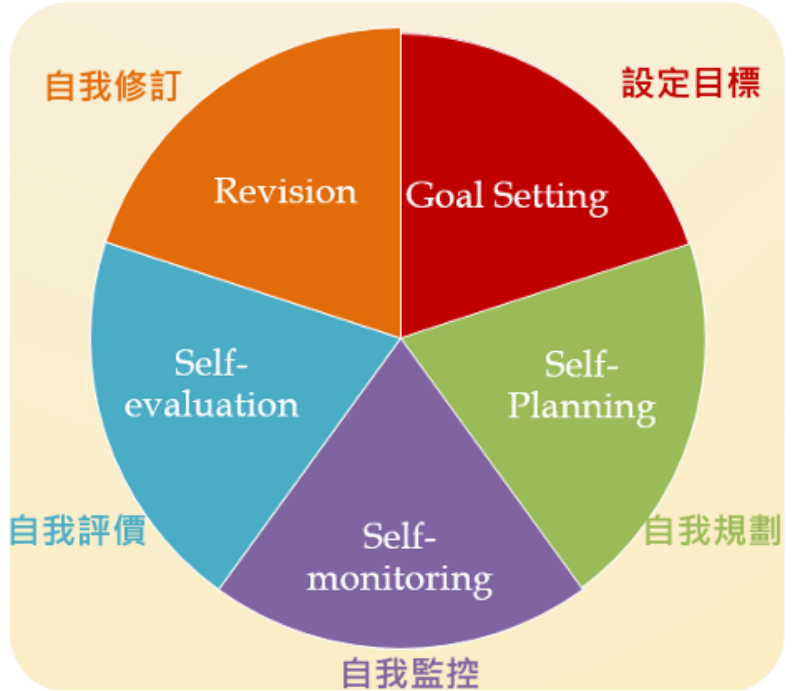 自我修訂
設定目標
Revision
Goal Setting
Self-
evaluation
Self-
Planning
自我評價
自我規劃
Self-
monitoring
自我監控